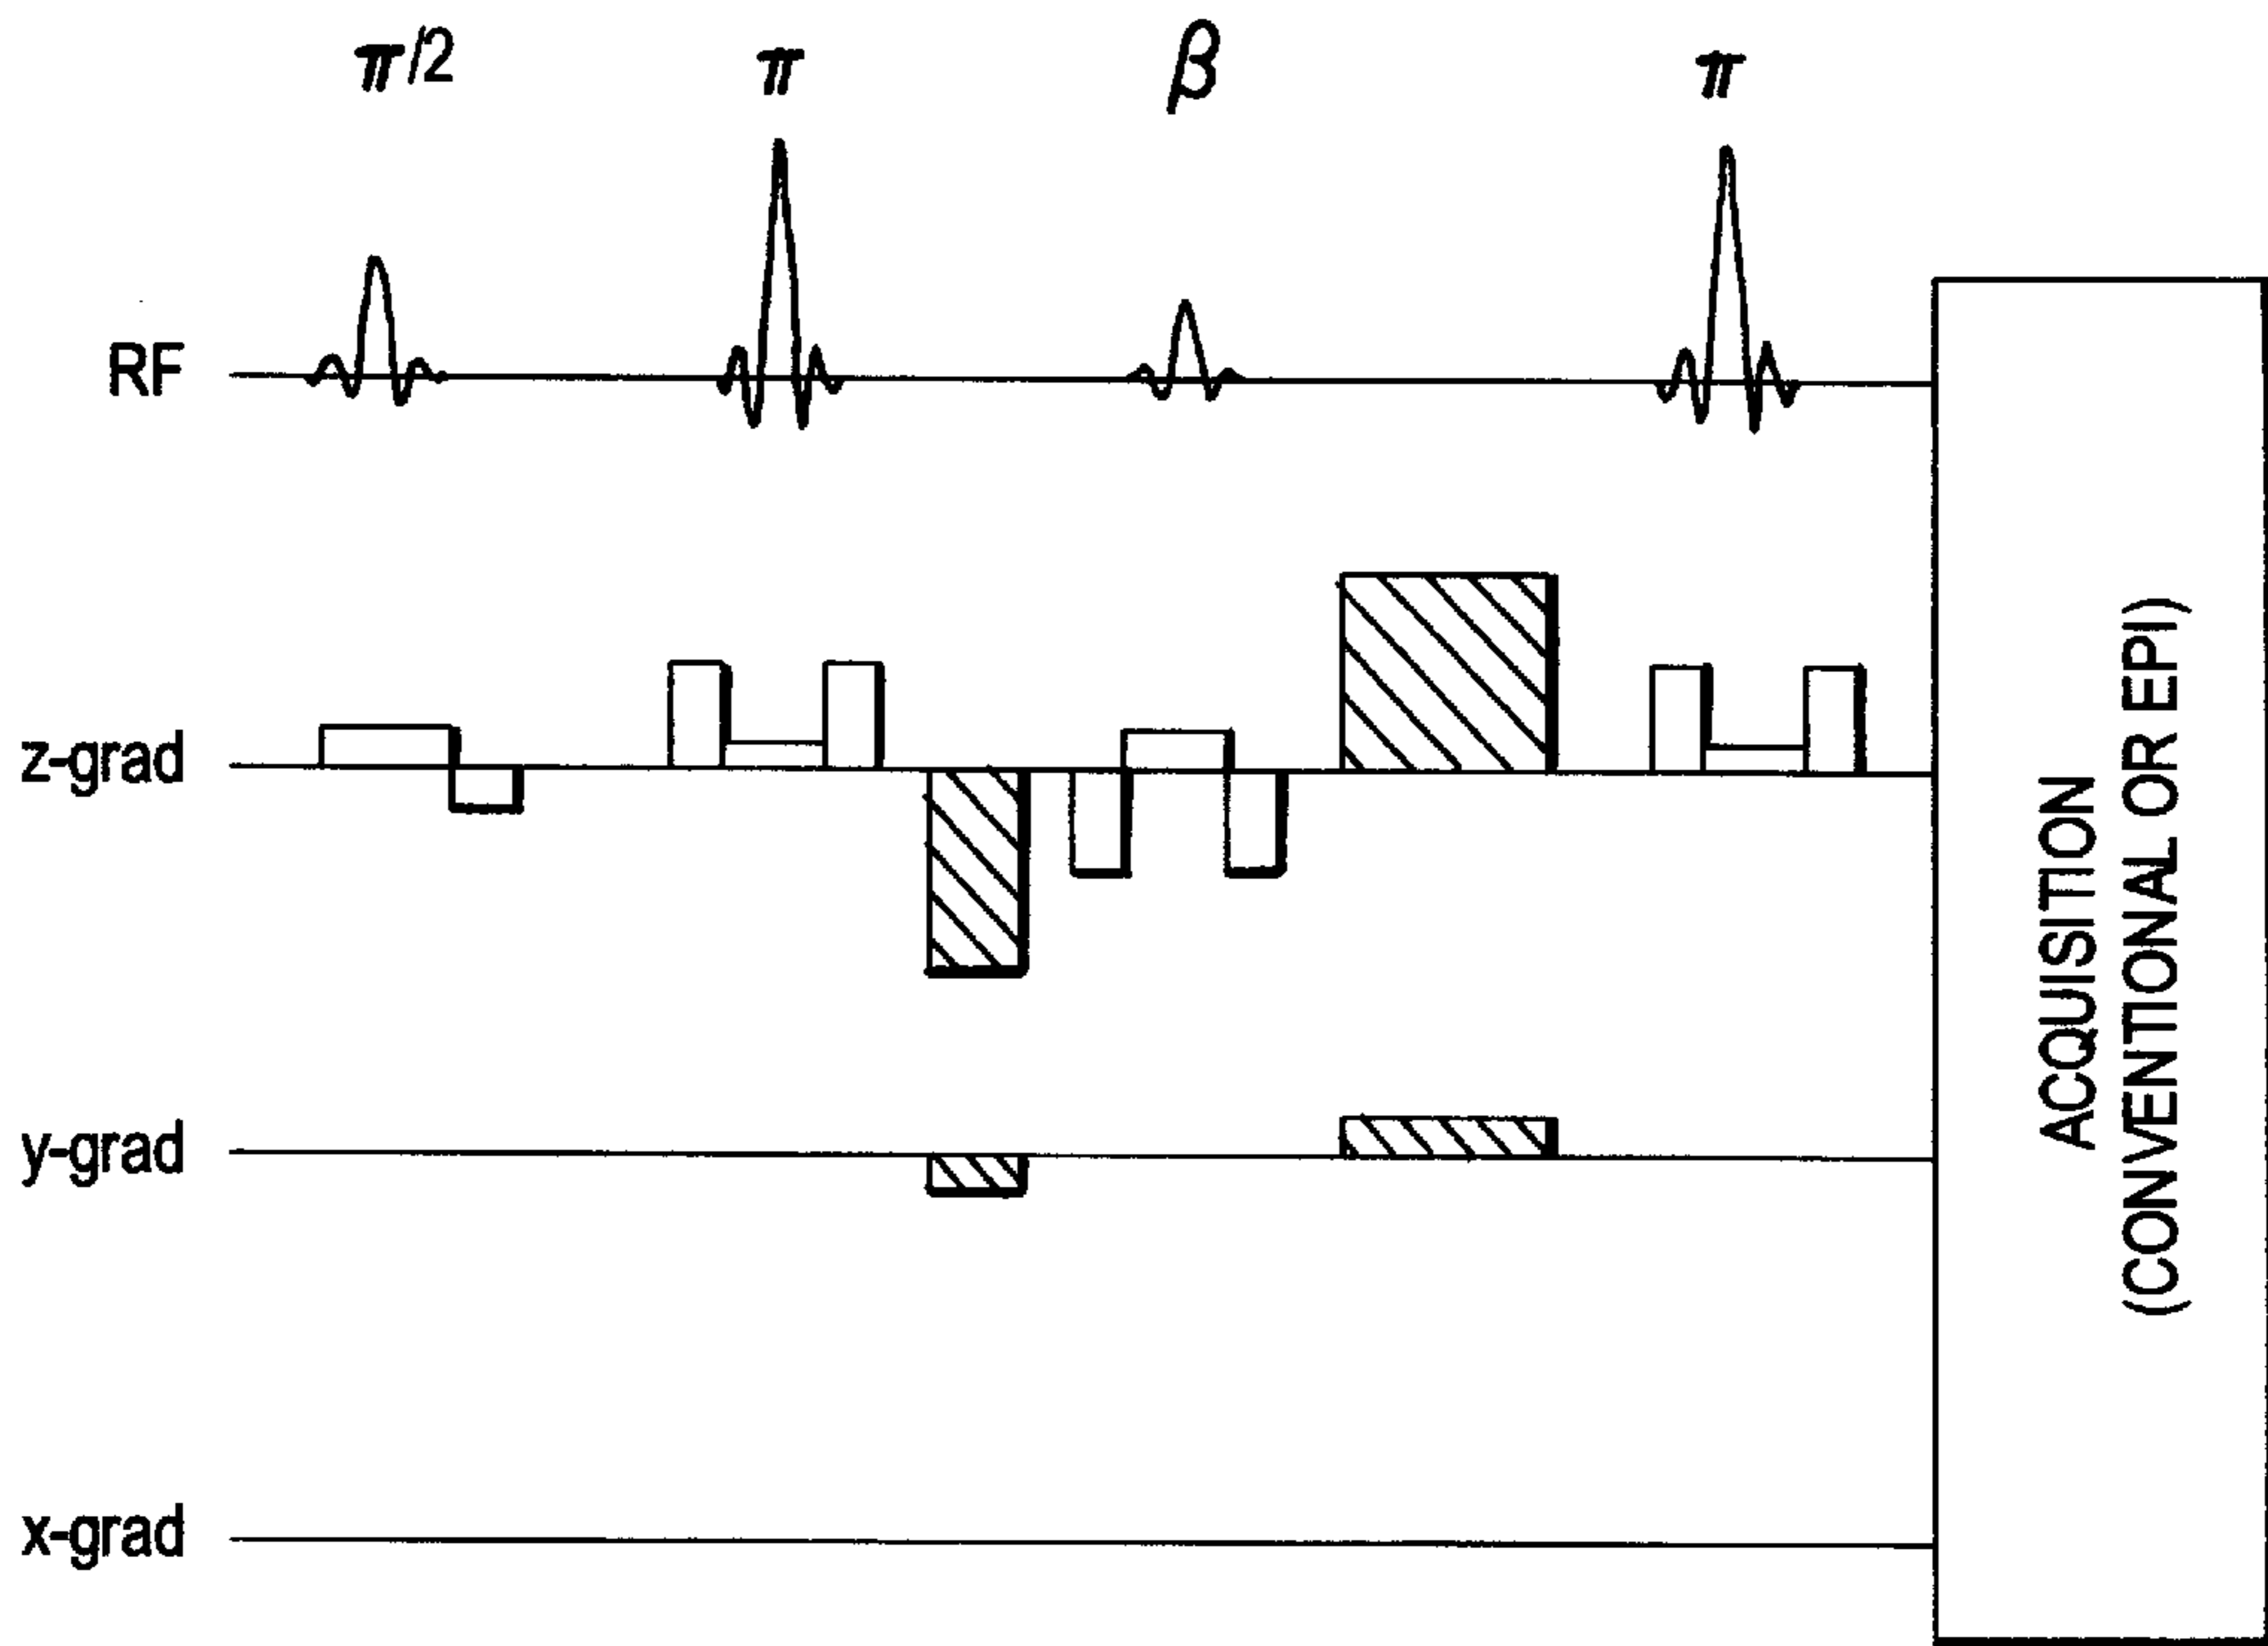 π/2 π β π
RF
z-grad
y-grad
x-grad
ACQUISITION
(CONVENTIONAL OR EPI)